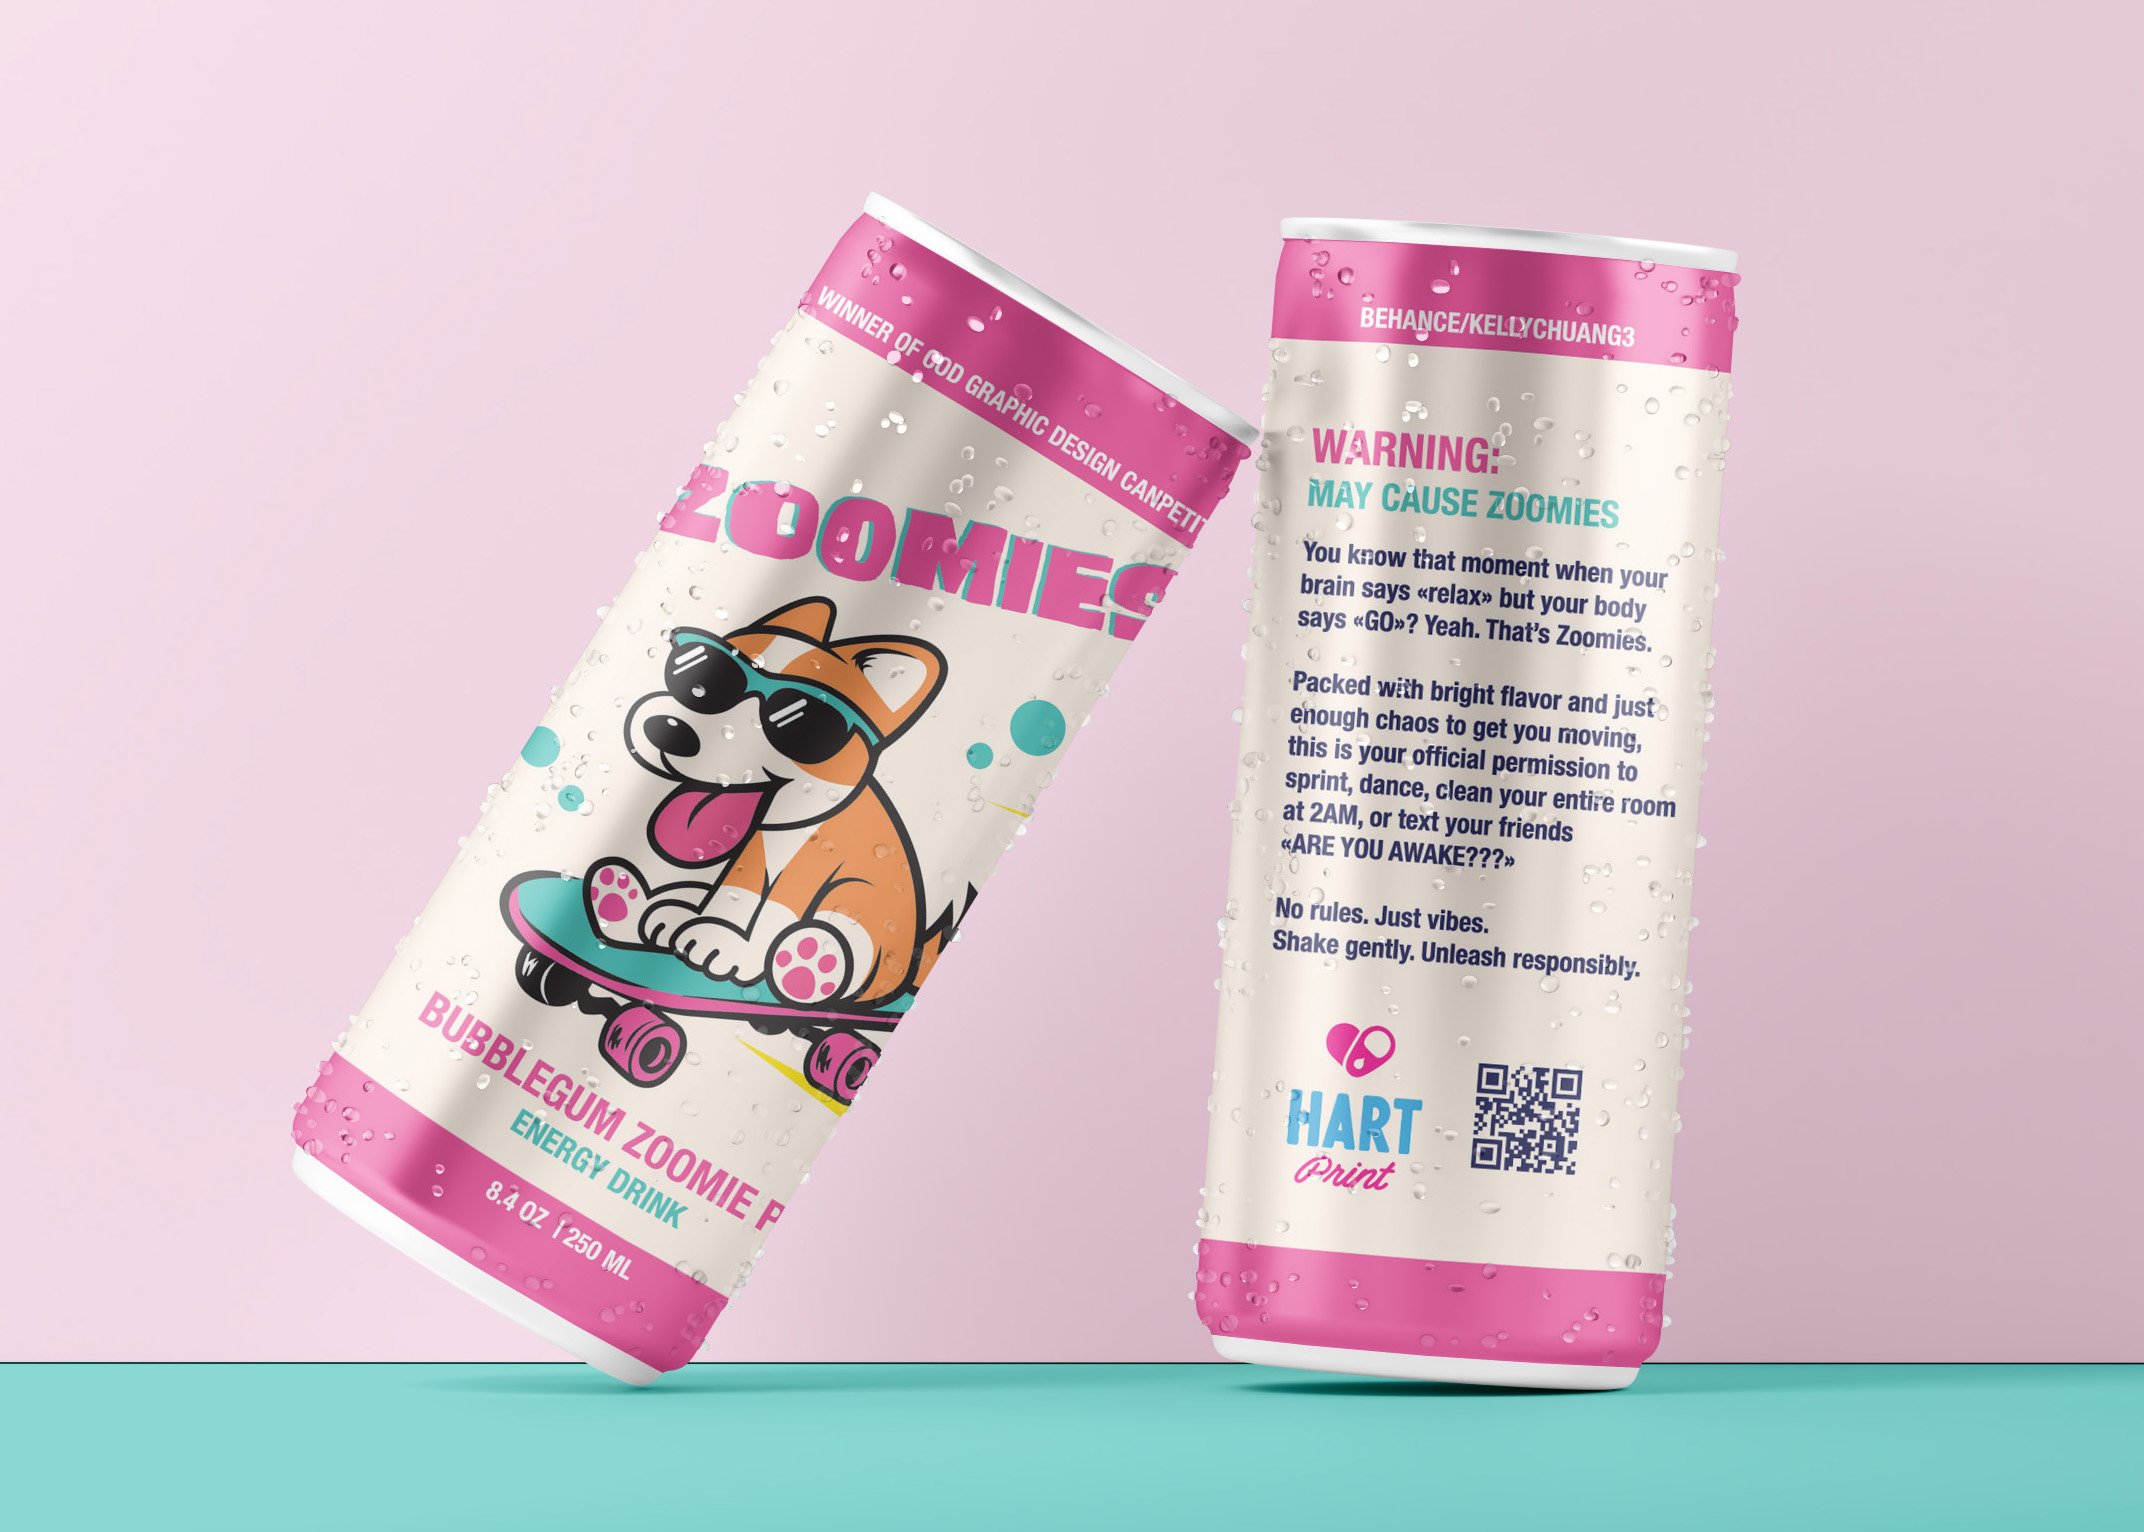 WINNER OF COD GRAPHIC DESIGN CANPETIT
ZOOMIES
BUBBLEGUM ZOOMIE P
ENERGY DRINK
8.4 OZ | 250 ML
BEHANCE/KELLYCHUANG3
WARNING:
MAY CAUSE ZOOMiES
You know that moment when your
brain says «relax» but your body
says «GO»? Yeah. That's Zoomies.
Packed with bright flavor and just
enough chaos to get you moving,
this is your official permission to
sprint, dance, clean your entire room
at 2AM, or text your friends
«ARE YOU AWAKE???»
No rules. Just vibes.
Shake gently. Unleash responsibly.
HART
Print